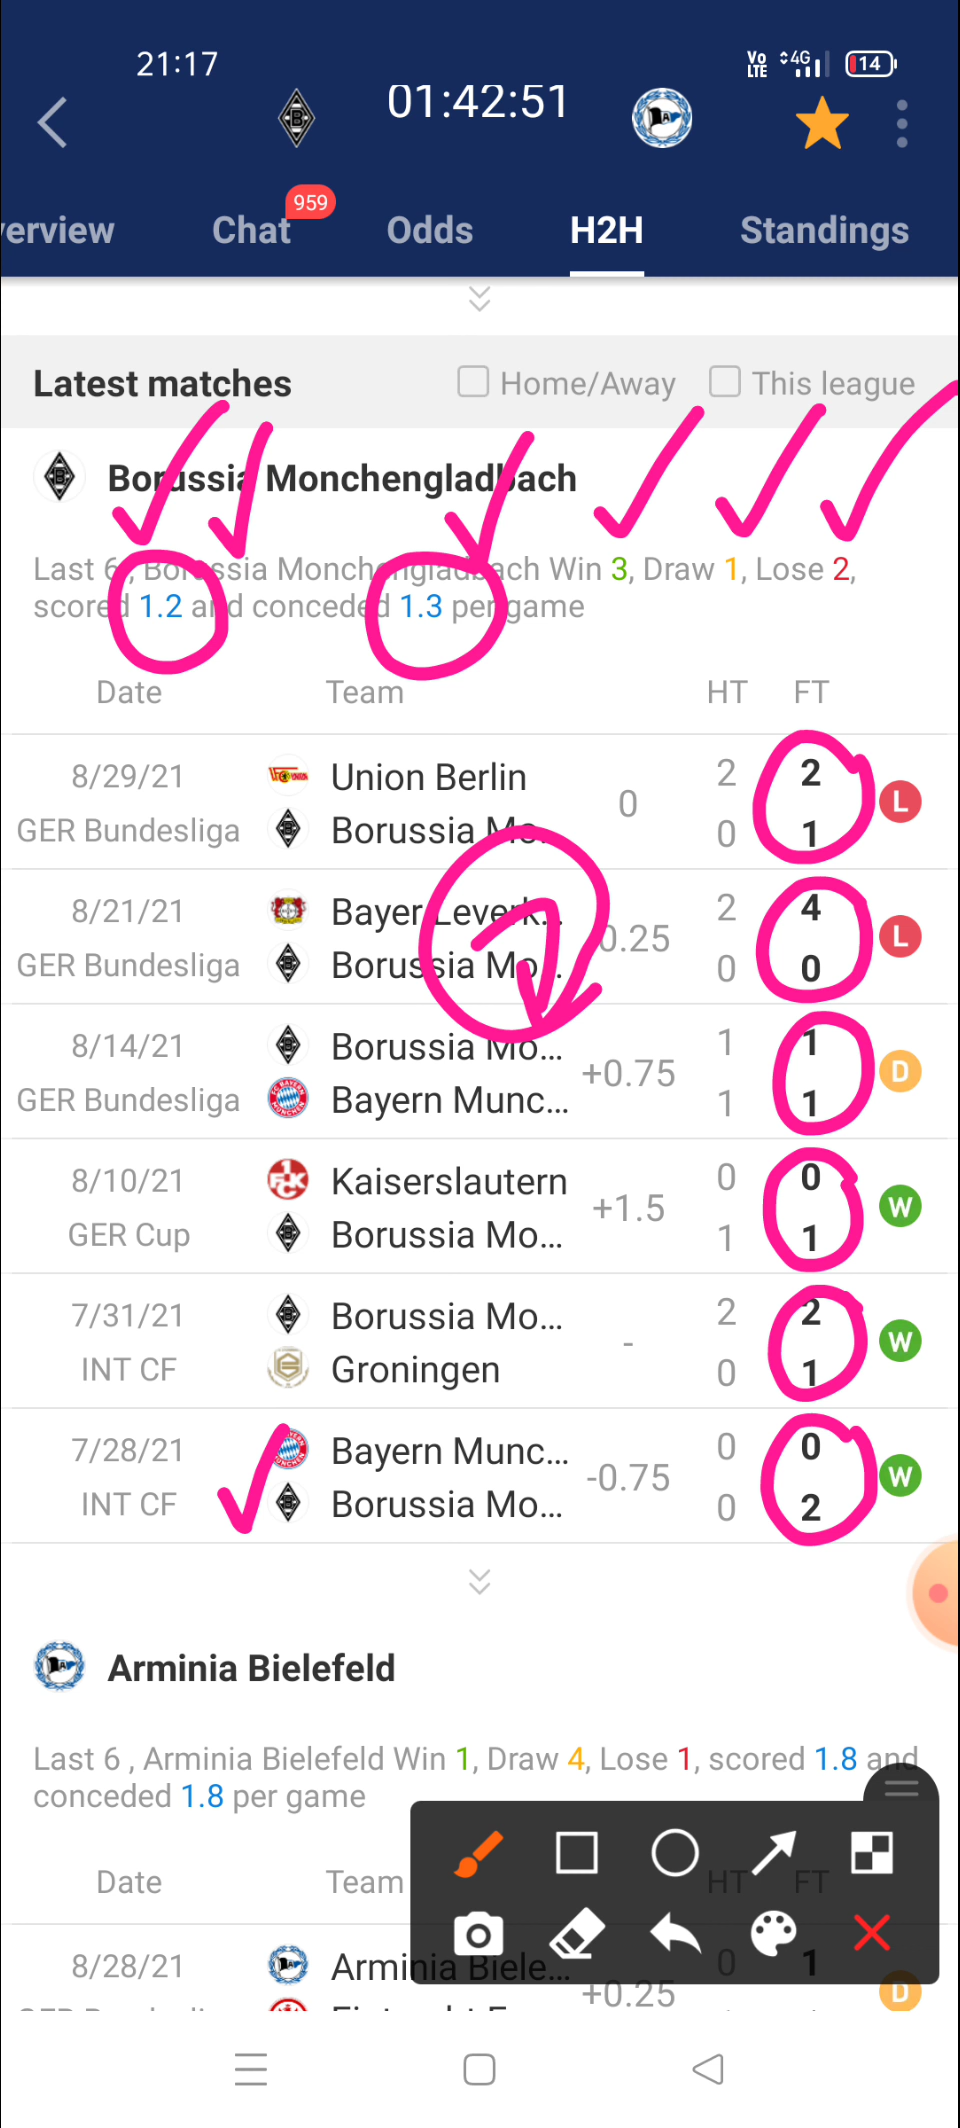 21:17
Vo LTE 4G 14
01:42:51
verview Chat 959 Odds H2H Standings
Latest matches Home/Away This league
Borussia Monchengladbach
Last 6 , Borussia Monchengladbach Win 3, Draw 1, Lose 2,
scored 1.2 and conceded 1.3 per game
Date Team HT FT
8/29/21 Union Berlin 2 2
GER Bundesliga Borussia Mo... 0 0 1 L
8/21/21 Bayer Leverk... 2 4
GER Bundesliga Borussia Mo... 0.25 0 0 L
8/14/21 Borussia Mo... 1 1
GER Bundesliga Bayern Munc... +0.75 1 1 D
8/10/21 Kaiserslautern 0 0
GER Cup Borussia Mo... +1.5 1 1 W
7/31/21 Borussia Mo... 2 2
INT CF Groningen - 0 1 W
7/28/21 Bayern Munc... 0 0
INT CF Borussia Mo... -0.75 0 2 W
Arminia Bielefeld
Last 6 , Arminia Bielefeld Win 1, Draw 4, Lose 1, scored 1.8 and
conceded 1.8 per game
Date Team HT FT
8/28/21 Arminia Biele... 0 1
+0.25 D